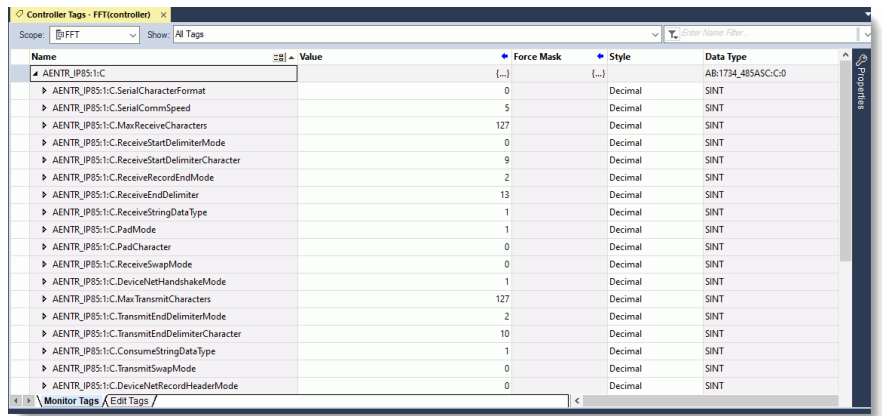 Controller Tags - FFT(controller) ×
Scope: FFT Show: All Tags Enter Name Filter...
Name Value Force Mask Style Data Type
AENTR_IP85:1:C {...} {...} AB:1734_485ASC:C:0
AENTR_IP85:1:C.SerialCharacterFormat 0 Decimal SINT
AENTR_IP85:1:C.SerialCommSpeed 5 Decimal SINT
AENTR_IP85:1:C.MaxReceiveCharacters 127 Decimal SINT
AENTR_IP85:1:C.ReceiveStartDelimiterMode 0 Decimal SINT
AENTR_IP85:1:C.ReceiveStartDelimiterCharacter 9 Decimal SINT
AENTR_IP85:1:C.ReceiveRecordEndMode 2 Decimal SINT
AENTR_IP85:1:C.ReceiveEndDelimiter 13 Decimal SINT
AENTR_IP85:1:C.ReceiveStringDataType 1 Decimal SINT
AENTR_IP85:1:C.PadMode 1 Decimal SINT
AENTR_IP85:1:C.PadCharacter 0 Decimal SINT
AENTR_IP85:1:C.ReceiveSwapMode 0 Decimal SINT
AENTR_IP85:1:C.DeviceNetHandshakeMode 1 Decimal SINT
AENTR_IP85:1:C.MaxTransmitCharacters 127 Decimal SINT
AENTR_IP85:1:C.TransmitEndDelimiterMode 2 Decimal SINT
AENTR_IP85:1:C.TransmitEndDelimiterCharacter 10 Decimal SINT
AENTR_IP85:1:C.ConsumeStringDataType 1 Decimal SINT
AENTR_IP85:1:C.TransmitSwapMode 0 Decimal SINT
AENTR_IP85:1:C.DeviceNetRecordHeaderMode 0 Decimal SINT
Monitor Tags Edit Tags
Properties